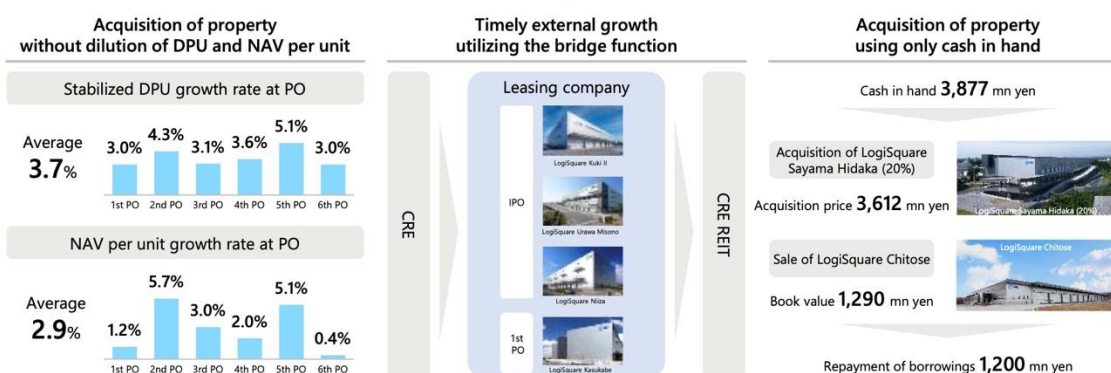 Acquisition of property
without dilution of DPU and NAV per unit
Stabilized DPU growth rate at PO
Average
3.7%
3.0%
4.3%
3.1%
3.6%
5.1%
3.0%
1st PO
2nd PO
3rd PO
4th PO
5th PO
6th PO
NAV per unit growth rate at PO
Average
2.9%
1.2%
5.7%
3.0%
2.0%
5.1%
0.4%
1st PO
2nd PO
3rd PO
4th PO
5th PO
6th PO
Timely external growth
utilizing the bridge function
CRE
Leasing company
IPO
LogiSquare Kuki II
LogiSquare Urawa Misono
LogiSquare Niiza
1st
PO
LogiSquare Kasukabe
CRE REIT
Acquisition of property
using only cash in hand
Cash in hand 3,877 mn yen
Acquisition of LogiSquare
Sayama Hidaka (20%)
Acquisition price 3,612 mn yen
LogiSquare Sayama Hidaka (20%)
Sale of LogiSquare Chitose
Book value 1,290 mn yen
LogiSquare Chitose
Repayment of borrowings 1,200 mn yen